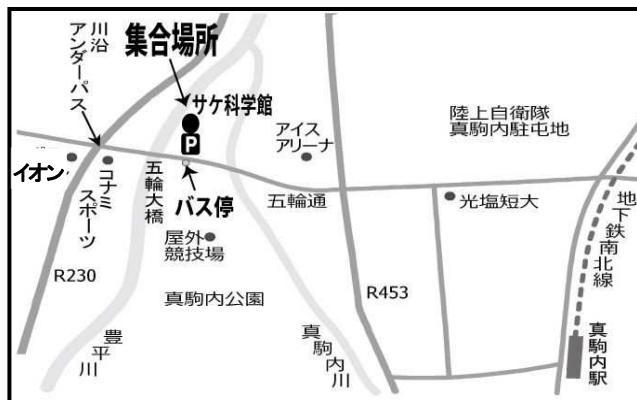 川沿
アンダーパス
集合場所
サケ科学館
P
アイス
アリーナ
陸上自衛隊
真駒内駐屯地
イオン
コナミ
スポーツ
五輪大橋
バス停
五輪通
光塩短大
地下鉄南北線
屋外
競技場
R230
真駒内公園
R453
豊平川
真駒内川
真駒内駅